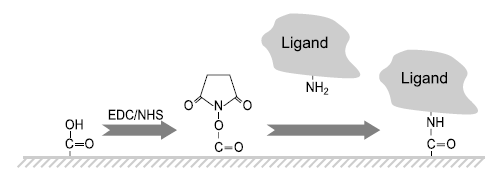 Ligand
NH₂
Ligand
NH
C=O
EDC/NHS
OH
C=O
O
N
O
O
C=O